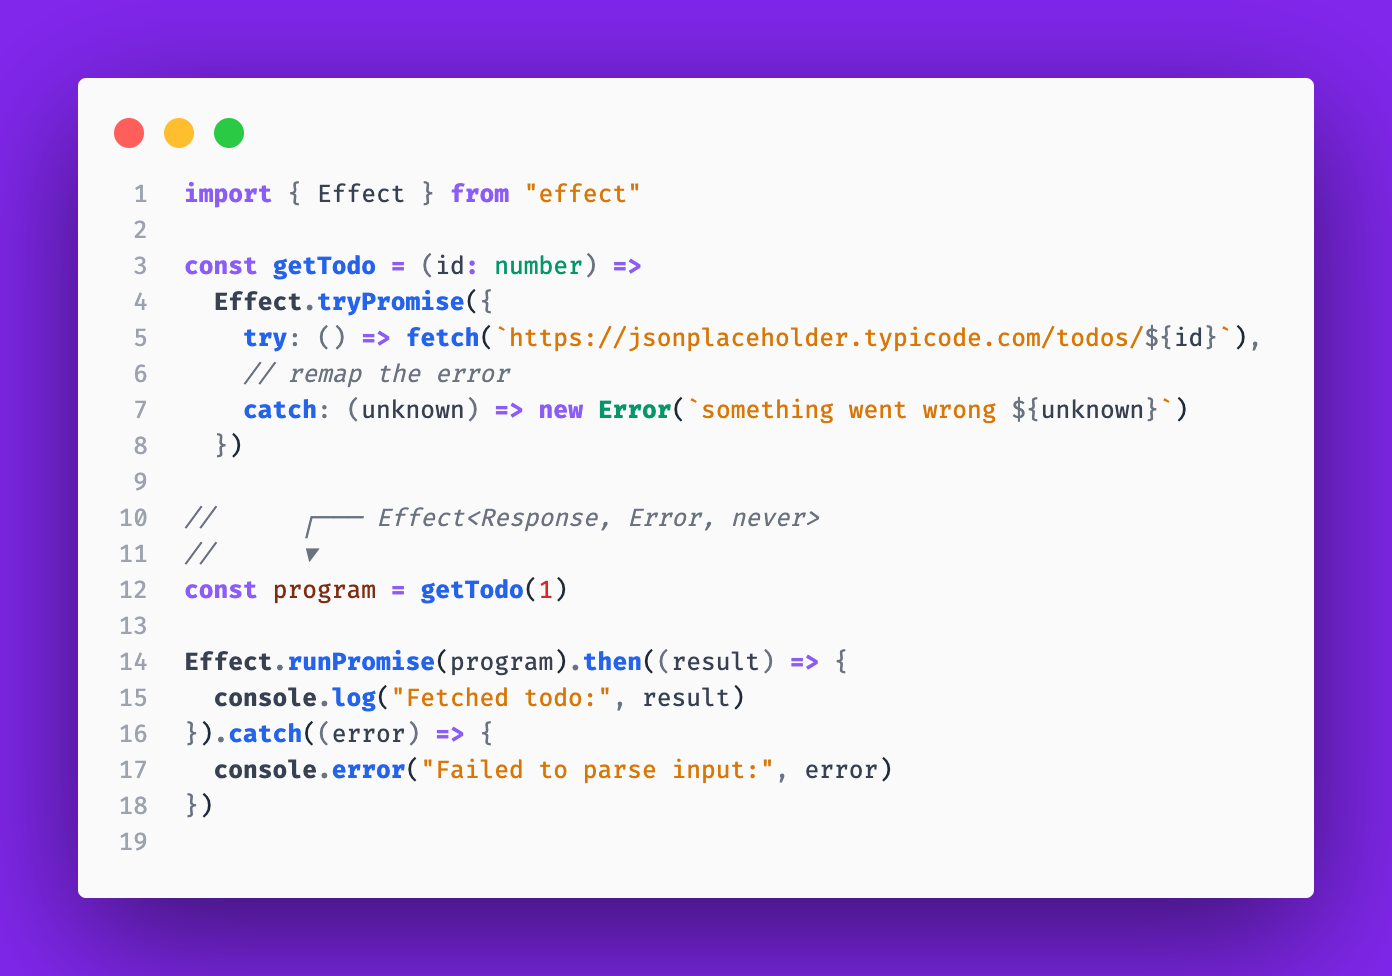 1 import { Effect } from "effect"
2
3 const getTodo = (id: number) =>
4   Effect.tryPromise({
5     try: () => fetch(`https://jsonplaceholder.typicode.com/todos/${id}`),
6     // remap the error
7     catch: (unknown) => new Error(`something went wrong ${unknown}`)
8   })
9
10 //      ┌─── Effect<Response, Error, never>
11 //      ▼
12 const program = getTodo(1)
13
14 Effect.runPromise(program).then((result) => {
15   console.log("Fetched todo:", result)
16 }).catch((error) => {
17   console.error("Failed to parse input:", error)
18 })
19